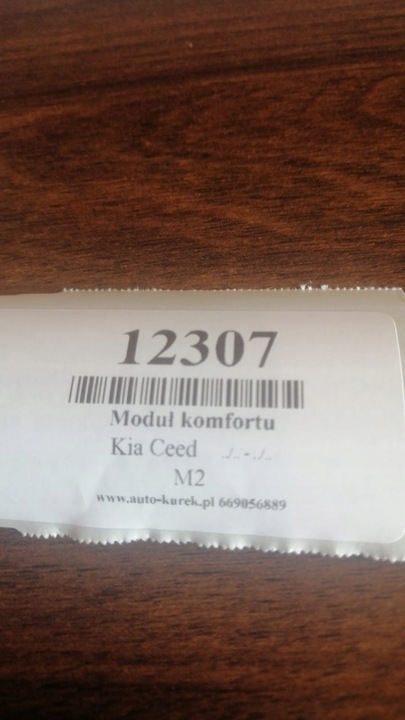 12307
Moduł komfortu
Kia Ceed ./.. - ./..
M2
www.auto-kurek.pl 669056889